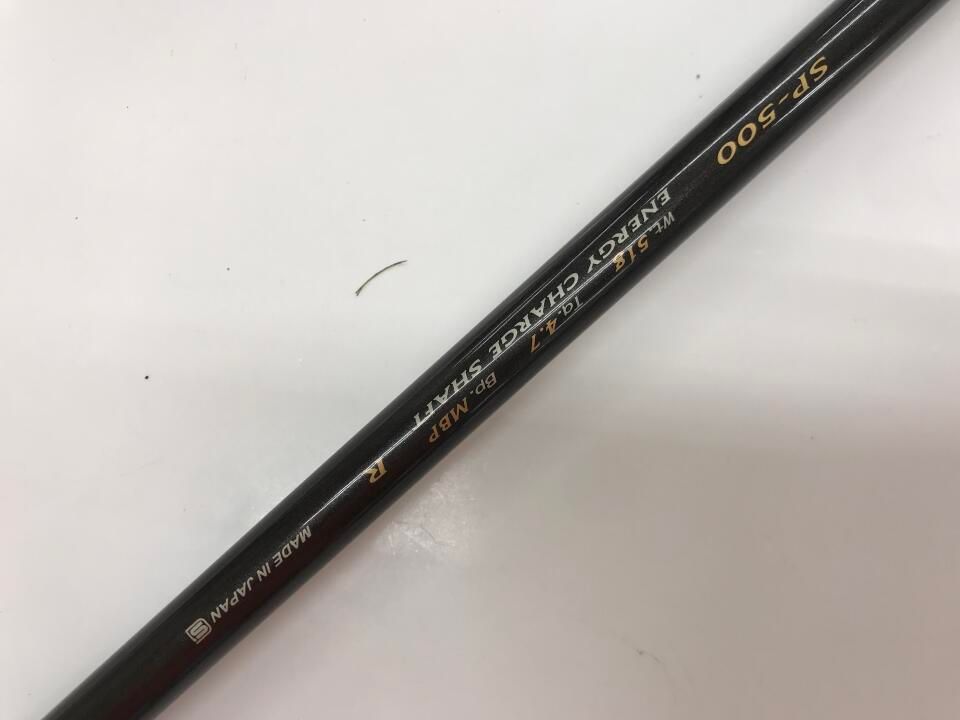 SP-500
ENERGY CHARGE SHAFT
Wt.51g Tq.4.7 Bp.MBP R
MADE IN JAPAN S